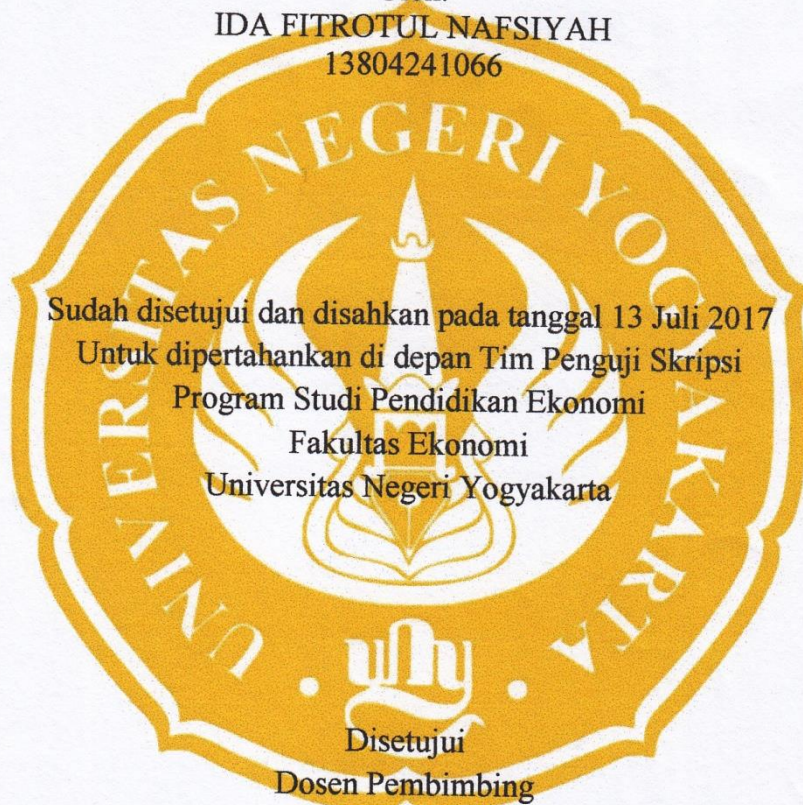 IDA FITROTUL NAFSIYAH
13804241066
UNIVERSITAS NEGERI YOGYAKARTA
Sudah disetujui dan disahkan pada tanggal 13 Juli 2017
Untuk dipertahankan di depan Tim Penguji Skripsi
Program Studi Pendidikan Ekonomi
Fakultas Ekonomi
Universitas Negeri Yogyakarta
uny
Disetujui
Dosen Pembimbing